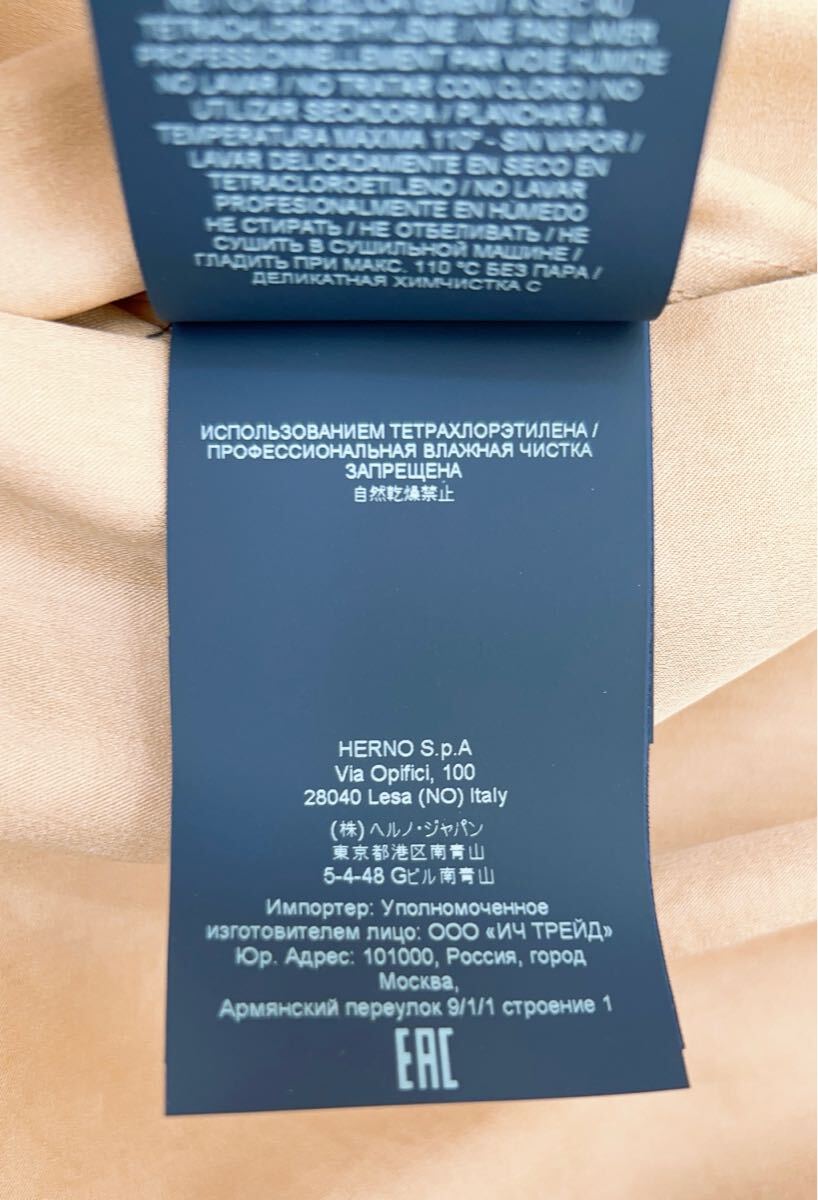 NETTOYER DÉLICATEMENT À SEC AU
TETRACHLOROETHYLENE / NE PAS LAVER
PROFESSIONNELLEMENT PAR VOIE HUMIDE
NO LAVAR / NO TRATAR CON CLORO / NO
UTILIZAR SECADORA / PLANCHAR A
TEMPERATURA MÁXIMA 110° - SIN VAPOR /
LAVAR DELICADAMENTE EN SECO EN
TETRACLOROETILENO / NO LAVAR
PROFESIONALMENTE EN HÚMEDO
НЕ СТИРАТЬ / НЕ ОТБЕЛИВАТЬ / НЕ
СУШИТЬ В СУШИЛЬНОЙ МАШИНЕ /
ГЛАДИТЬ ПРИ МАКС. 110 °C БЕЗ ПАРА /
ДЕЛИКАТНАЯ ХИМЧИСТКА С
ИСПОЛЬЗОВАНИЕМ ТЕТРАХЛОРЭТИЛЕНА /
ПРОФЕССИОНАЛЬНАЯ ВЛАЖНАЯ ЧИСТКА
ЗАПРЕЩЕНА
自然乾燥禁止
HERNO S.p.A
Via Opifici, 100
28040 Lesa (NO) Italy
(株) ヘルノ・ジャパン
東京都港区南青山
5-4-48 Gビル南青山
Импортер: Уполномоченное
изготовителем лицо: ООО «ИЧ ТРЕЙД»
Юр. Адрес: 101000, Россия, город
Москва,
Армянский переулок 9/1/1 строение 1
EAC